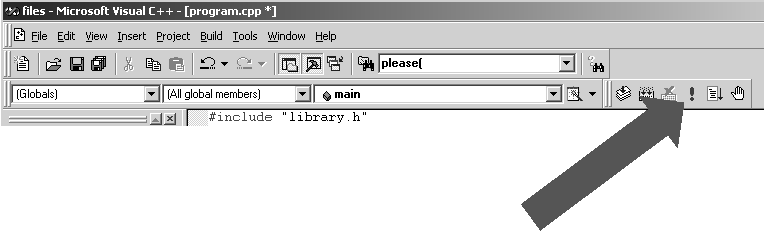 files - Microsoft Visual C++ - [program.cpp *]
File Edit View Insert Project Build Tools Window Help
please(
(Globals) (All global members) main
#include "library.h"